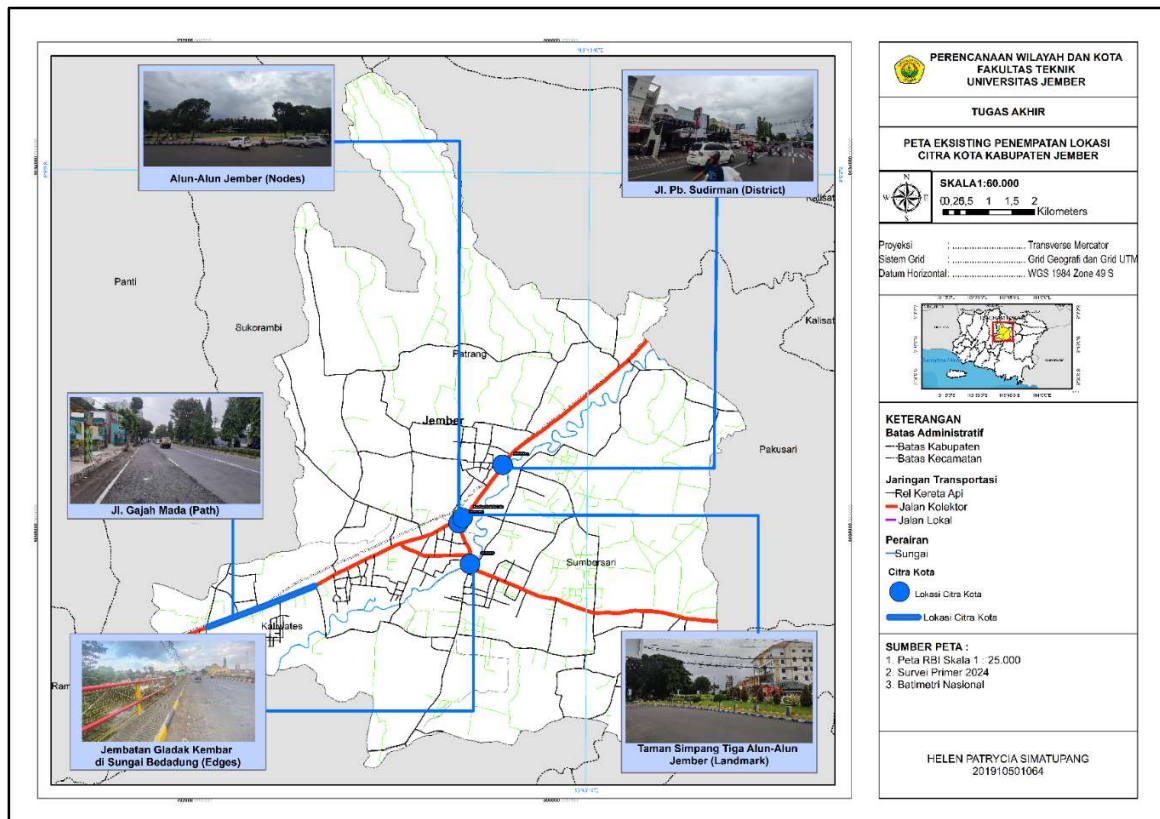 PERENCANAAN WILAYAH DAN KOTA
FAKULTAS TEKNIK
UNIVERSITAS JEMBER
TUGAS AKHIR
PETA EKSISTING PENEMPATAN LOKASI
CITRA KOTA KABUPATEN JEMBER
N
W E
S
SKALA1:60.000
1 1,5 2
Kilometers
Proyeksi : ........................ Transverse Mercator
Sistem Grid : ........................ Grid Geografi dan Grid UTM
Datum Horizontal: ........................ WGS 1984 Zone 49 S
KETERANGAN
Batas Administratif
Batas Kabupaten
Batas Kecamatan
Jaringan Transportasi
Rel Kereta Api
Jalan Kolektor
Jalan Lokal
Perairan
Sungai
Citra Kota
Lokasi Citra Kota
Lokasi Citra Kota
SUMBER PETA :
1. Peta RBI Skala 1 : 25.000
2. Survei Primer 2024
3. Batimetri Nasional
HELEN PATRYCIA SIMATUPANG
201910501064
Alun-Alun Jember (Nodes)
Jl. Pb. Sudirman (District)
Kalisat
Panti
Sukorambi
Kalisat
Patrang
Jember
Pakusari
Jl. Gajah Mada (Path)
Sumbersari
Kaliwates
Ram
Jembatan Gladak Kembar
di Sungai Bedadung (Edges)
Taman Simpang Tiga Alun-Alun
Jember (Landmark)